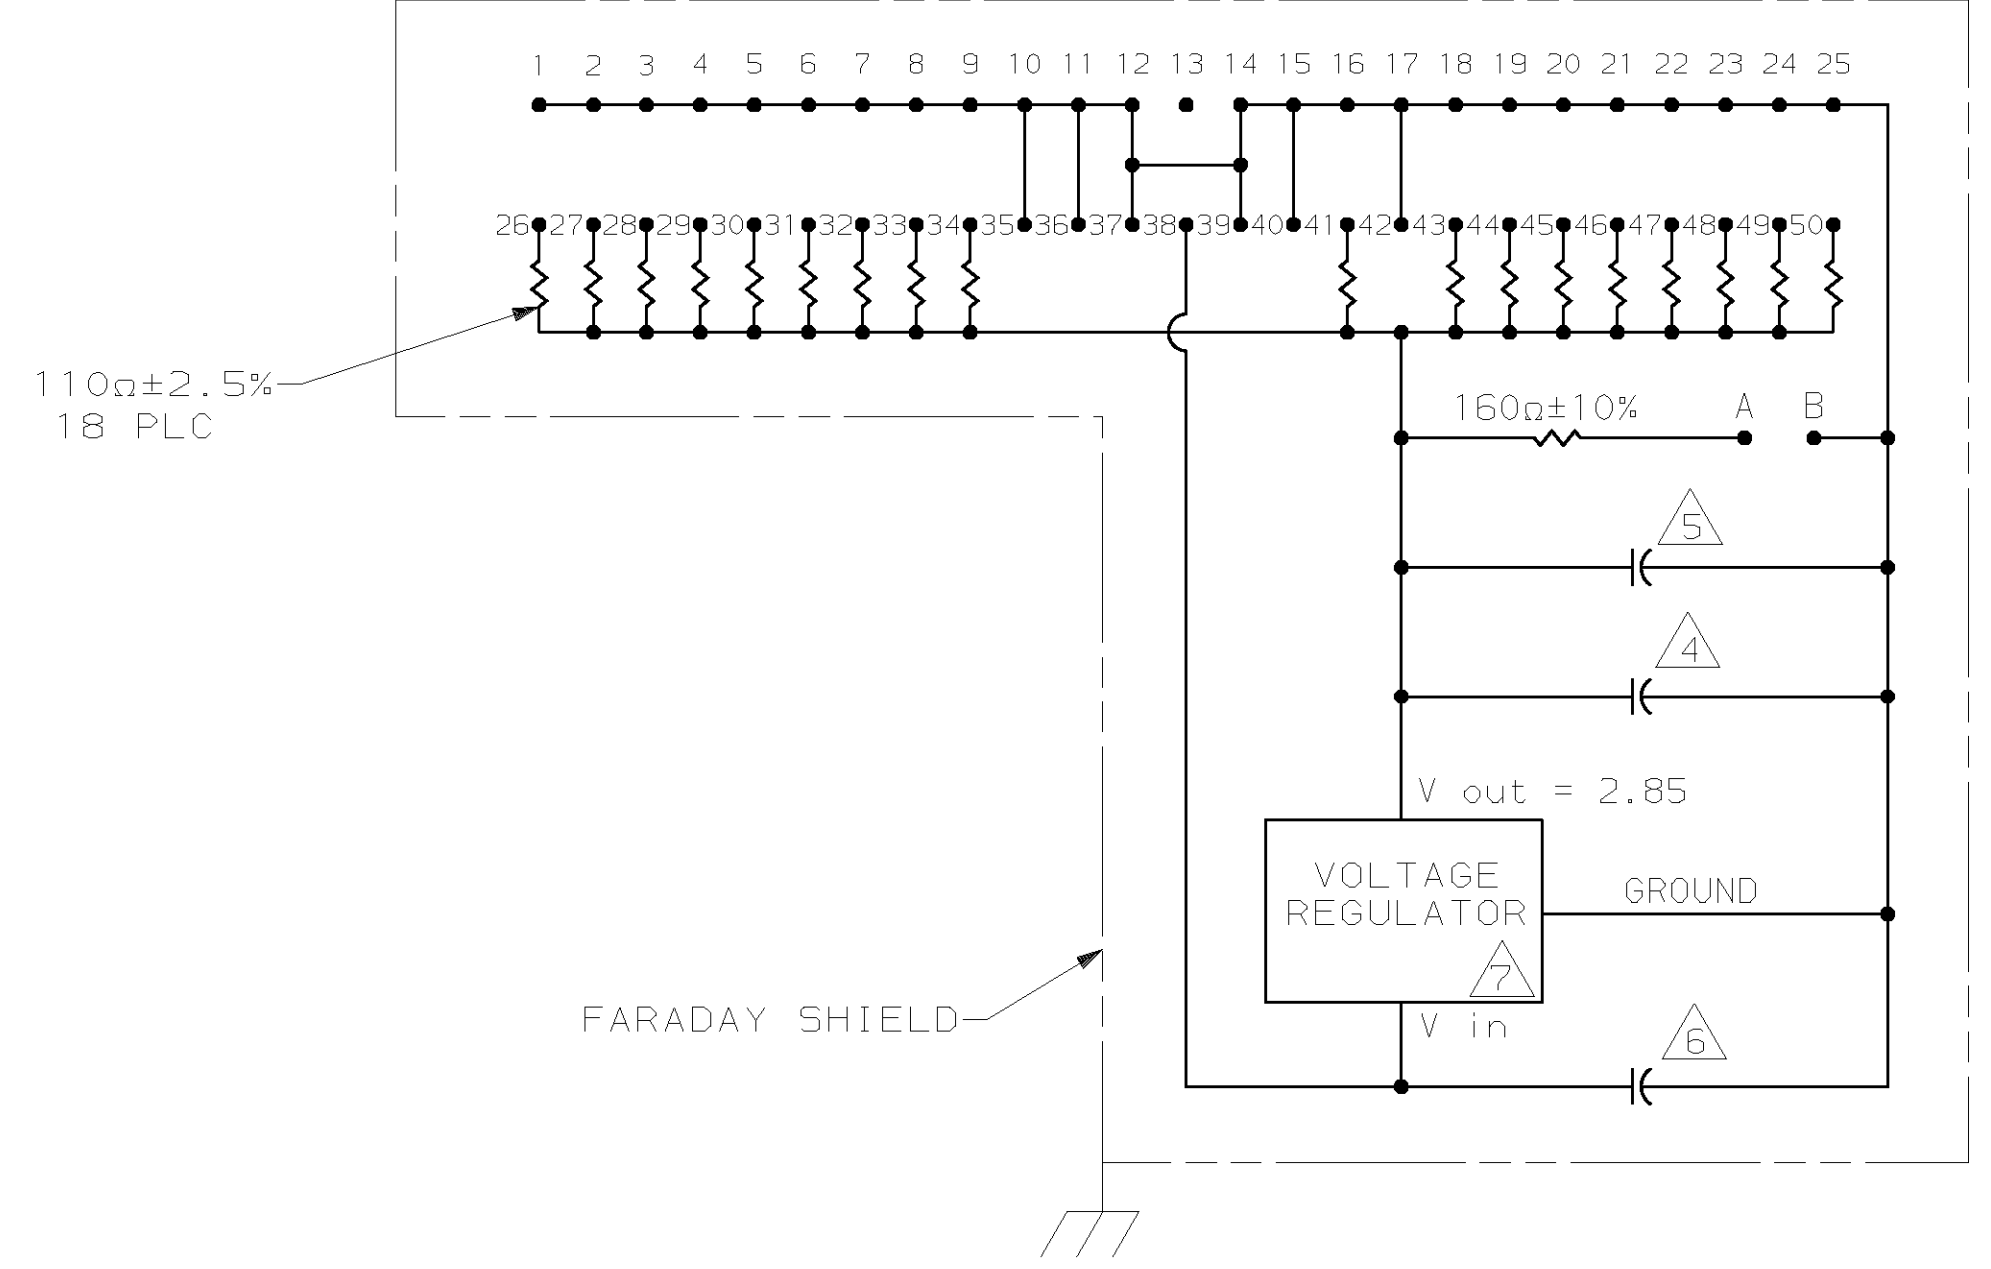 1 2 3 4 5 6 7 8 9 10 11 12 13 14 15 16 17 18 19 20 21 22 23 24 25
26 27 28 29 30 31 32 33 34 35 36 37 38 39 40 41 42 43 44 45 46 47 48 49 50
110Ω±2.5%
18 PLC
160Ω±10% A B
5
4
V out = 2.85
VOLTAGE
REGULATOR
GROUND
7
FARADAY SHIELD
V in
6